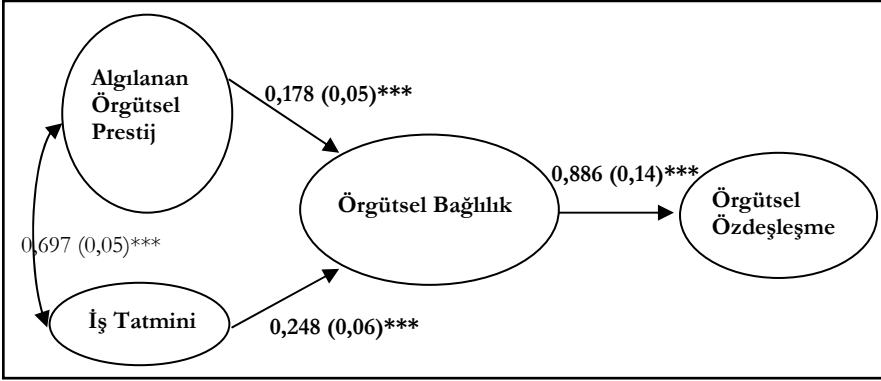 Algılanan
Örgütsel
Prestij
0,178 (0,05)***
Örgütsel Bağlılık
0,886 (0,14)***
Örgütsel
Özdeşleşme
0,697 (0,05)***
İş Tatmini
0,248 (0,06)***